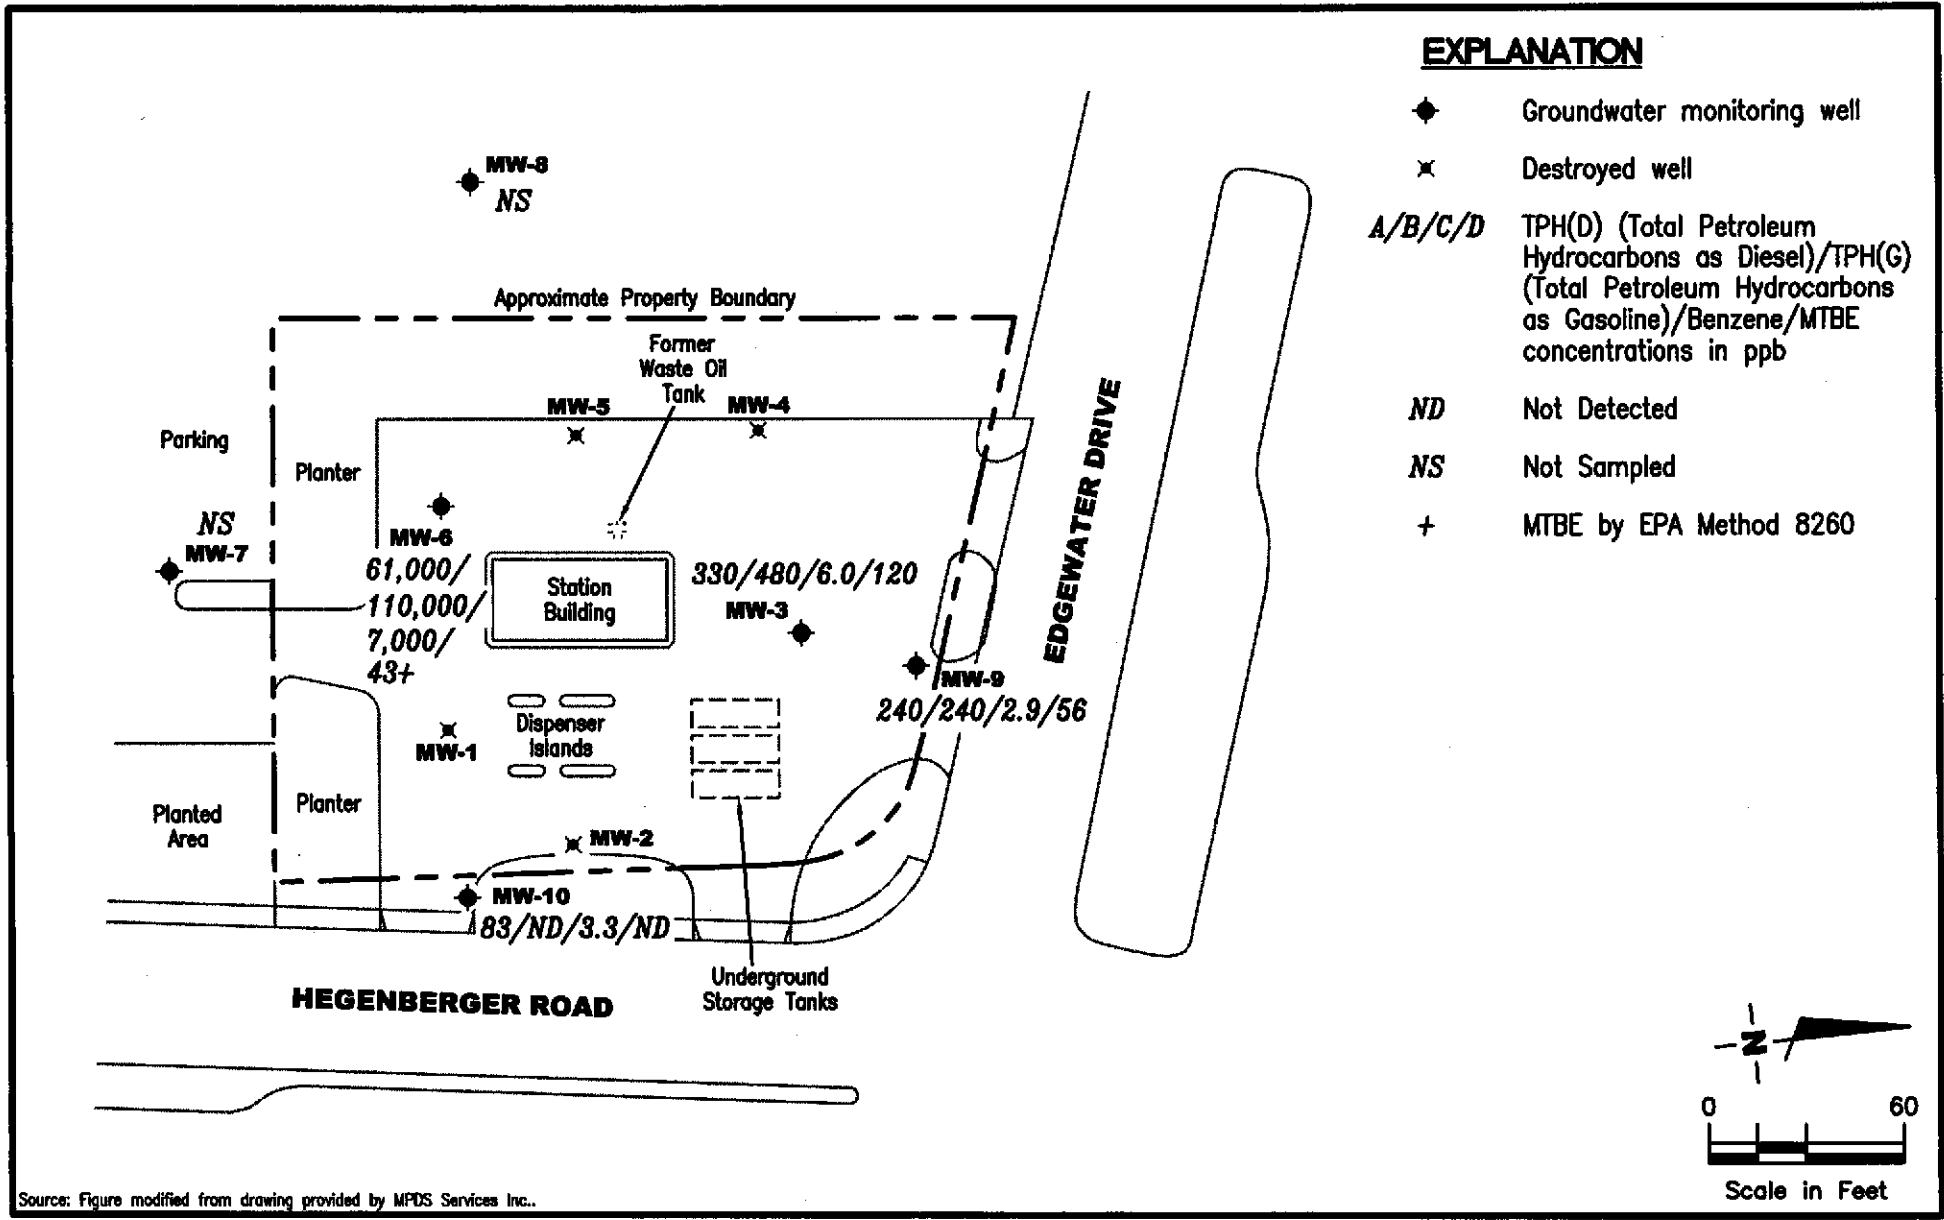 EXPLANATION
Groundwater monitoring well
Destroyed well
A/B/C/D TPH(D) (Total Petroleum
Hydrocarbons as Diesel)/TPH(G)
(Total Petroleum Hydrocarbons
as Gasoline)/Benzene/MTBE
concentrations in ppb
ND Not Detected
NS Not Sampled
+ MTBE by EPA Method 8260
MW-8
NS
Approximate Property Boundary
Former
Waste Oil
Tank
MW-5
MW-4
Parking
Planter
NS
MW-7
MW-6
61,000/
110,000/
7,000/
43+
Station
Building
330/480/6.0/120
MW-3
EDGEWATER DRIVE
MW-9
240/240/2.9/56
Dispenser
Islands
MW-1
Planted
Area
Planter
MW-2
MW-10
83/ND/3.3/ND
Underground
Storage Tanks
HEGENBERGER ROAD
N
0 60
Scale in Feet
Source: Figure modified from drawing provided by MPDS Services Inc..